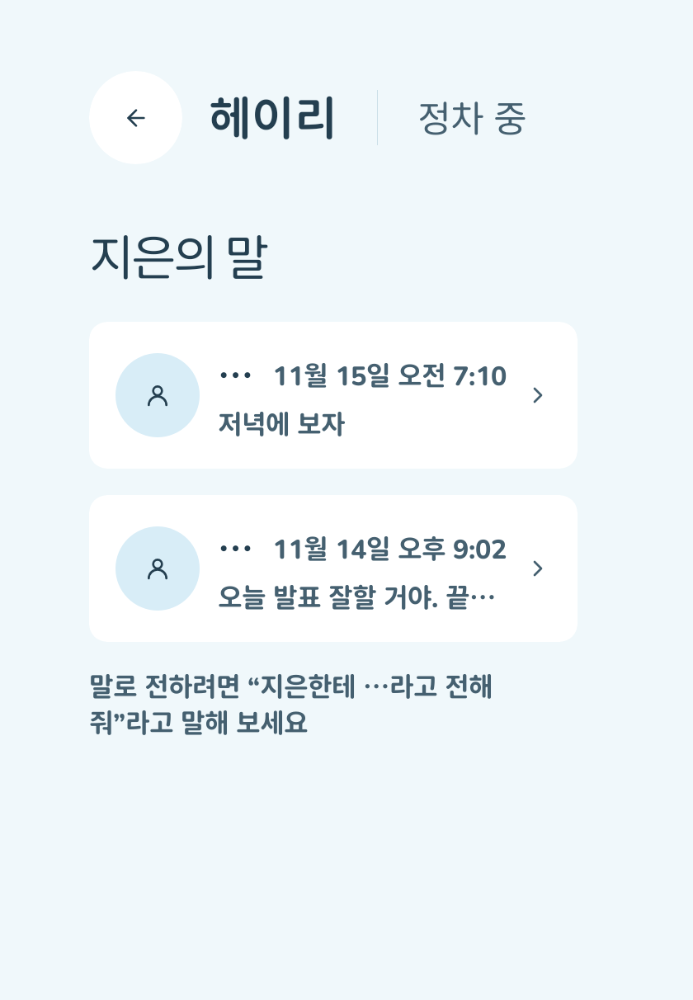 헤이리 정차 중
지은의 말
··· 11월 15일 오전 7:10
저녁에 보자
··· 11월 14일 오후 9:02
오늘 발표 잘할 거야. 끝···
말로 전하려면 “지은한테 ···라고 전해
줘”라고 말해 보세요